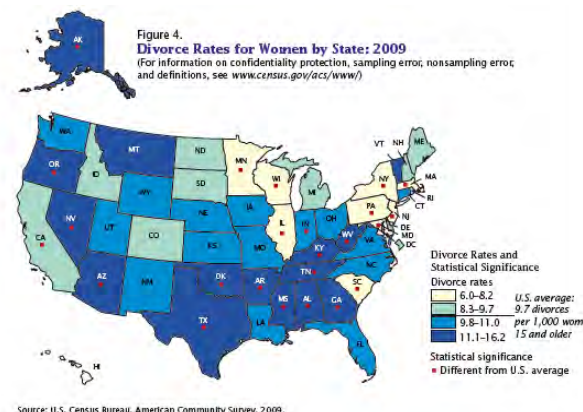 Figure 4.
Divorce Rates for Women by State: 2009
(For information on confidentiality protection, sampling error, nonsampling error,
and definitions, see www.census.gov/acs/www/)
AK
WA
MT
ND
MN
VT NH
ME
OR
ID
SD
WI
MI
NY
MA
RI
CT
WY
NE
IA
PA
NJ
DE
MD
DC
NV
UT
CO
KS
MO
IL
IN
OH
WV
VA
KY
CA
AZ
NM
OK
AR
TN
NC
SC
TX
LA
MS
AL
GA
FL
HI
Divorce Rates and
Statistical Significance
Divorce rates
6.0–8.2
8.3–9.7
9.8–11.0
11.1–16.2
U.S. average:
9.7 divorces
per 1,000 wom
15 and older
Statistical significance
Different from U.S. average
Source: U.S. Census Bureau, American Community Survey, 2009.